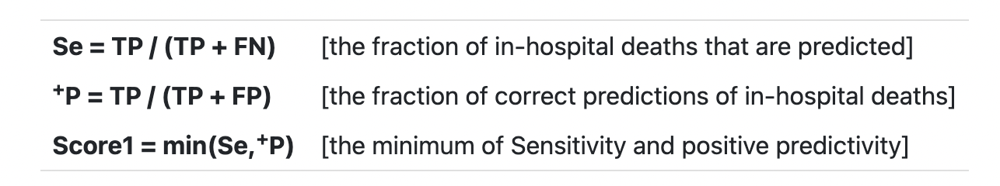 Se = TP / (TP + FN) [the fraction of in-hospital deaths that are predicted]
⁺P = TP / (TP + FP) [the fraction of correct predictions of in-hospital deaths]
Score1 = min(Se,⁺P) [the minimum of Sensitivity and positive predictivity]